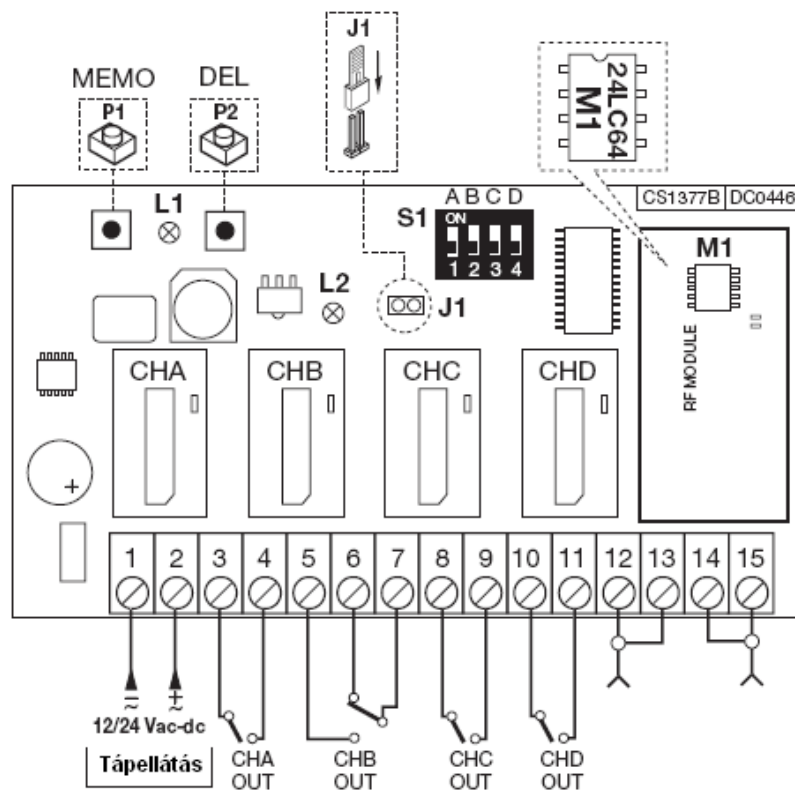 J1
MEMO DEL
P1 P2
24LC64
M1
L1
S1
A B C D
ON
1 2 3 4
CS1377B DC0446
M1
L2
J1
RF MODULE
CHA CHB CHC CHD
+
1 2 3 4 5 6 7 8 9 10 11 12 13 14 15
12/24 Vac-dc
Tápellátás
CHA OUT
CHB OUT
CHC OUT
CHD OUT